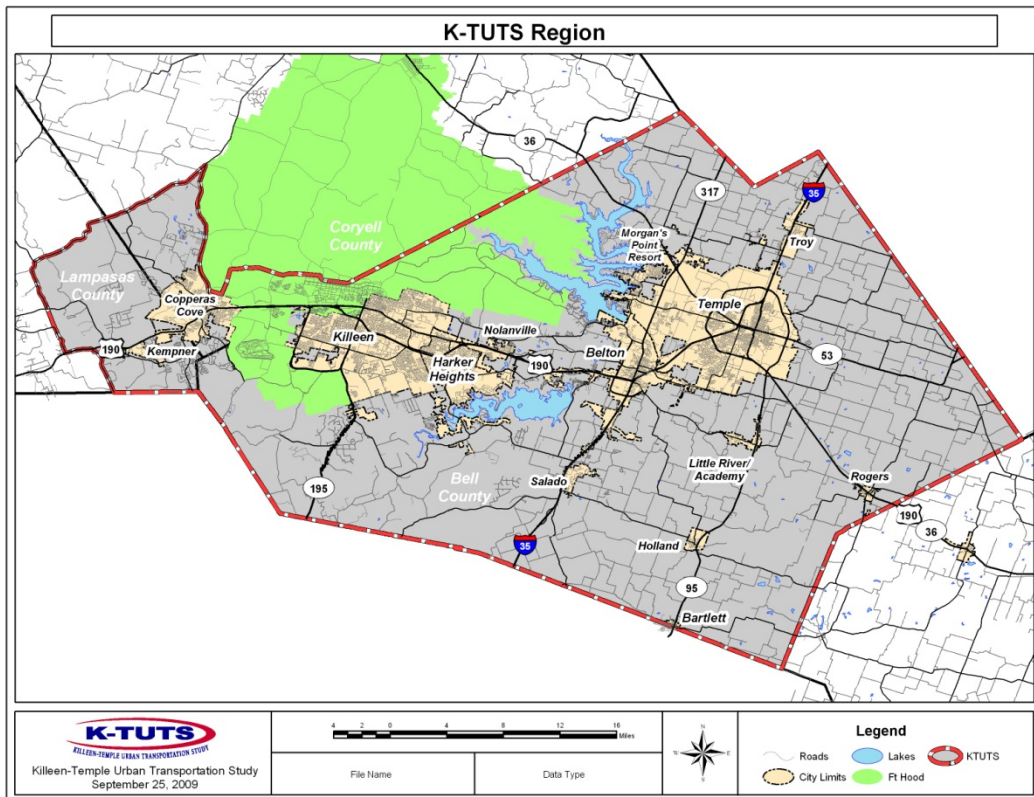 K-TUTS Region
36
317
35
Troy
Morgan's
Point
Resort
Coryell
County
Lampasas
County
Copperas
Cove
Temple
Killeen
Nolanville
190
Kempner
Harker
Heights
190
Belton
53
Little River/
Academy
Bell
County
Salado
Rogers
195
190
36
35
Holland
95
Bartlett
K-TUTS
KILLEEN-TEMPLE URBAN TRANSPORTATION STUDY
Killeen-Temple Urban Transportation Study
September 25, 2009
4 2 0 4 8 12 16
Miles
File Name
Data Type
N
W E
S
Legend
Roads
Lakes
KTUTS
City Limits
Ft Hood